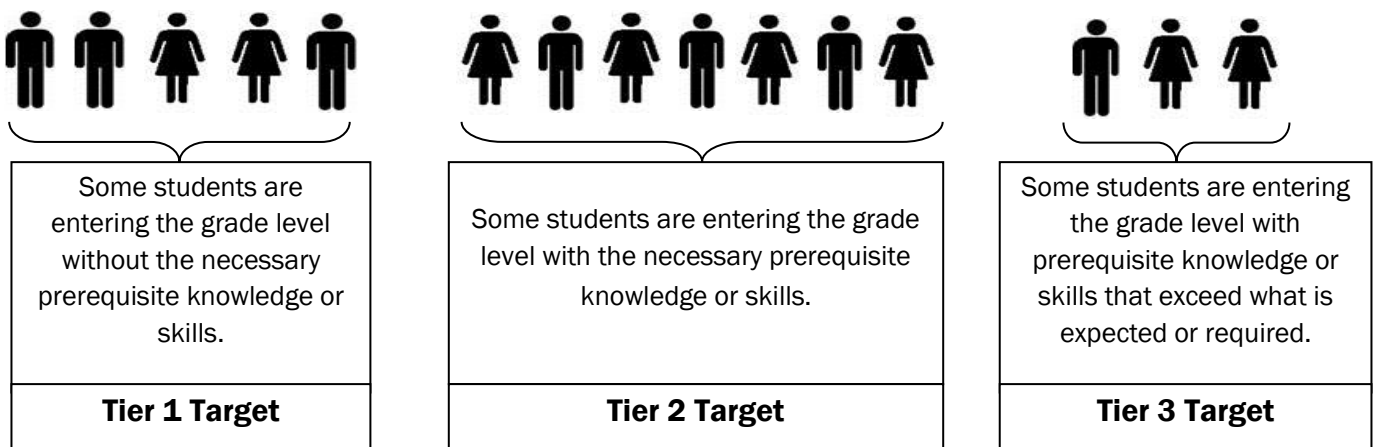 Some students are
entering the grade level
without the necessary
prerequisite knowledge or
skills.
Tier 1 Target
Some students are entering the grade
level with the necessary prerequisite
knowledge or skills.
Tier 2 Target
Some students are entering
the grade level with
prerequisite knowledge or
skills that exceed what is
expected or required.
Tier 3 Target